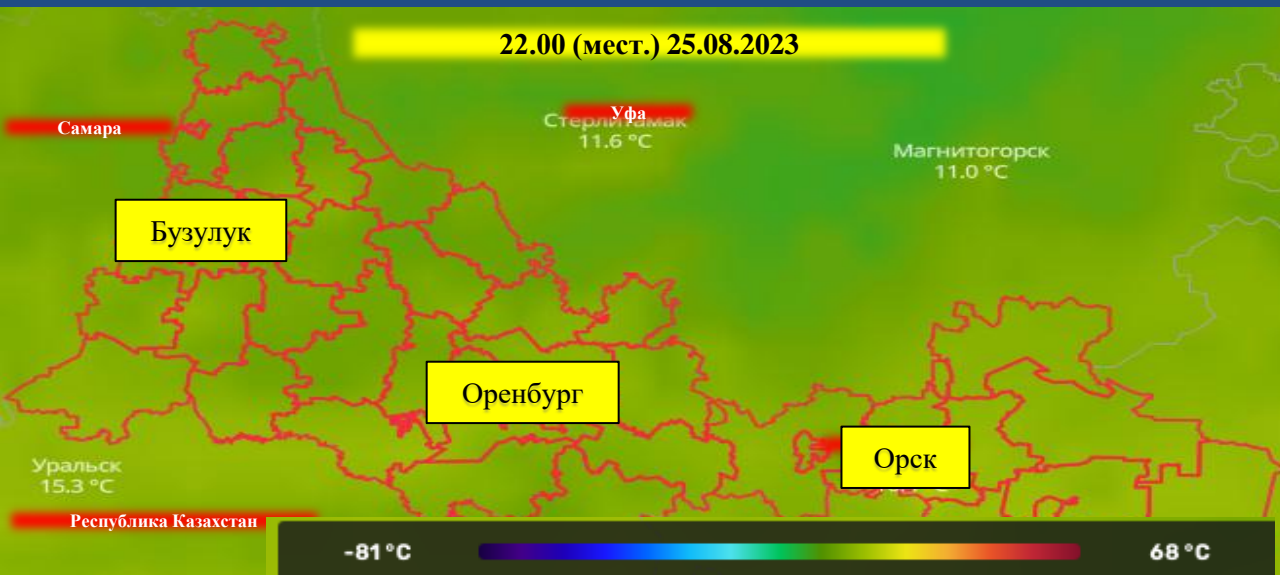 22.00 (мест.) 25.08.2023
Самара
Уфа
Стерлитамак
11.6 °C
Магнитогорск
11.0 °C
Бузулук
Оренбург
Орск
Уральск
15.3 °C
Республика Казахстан
-81°C
68°C